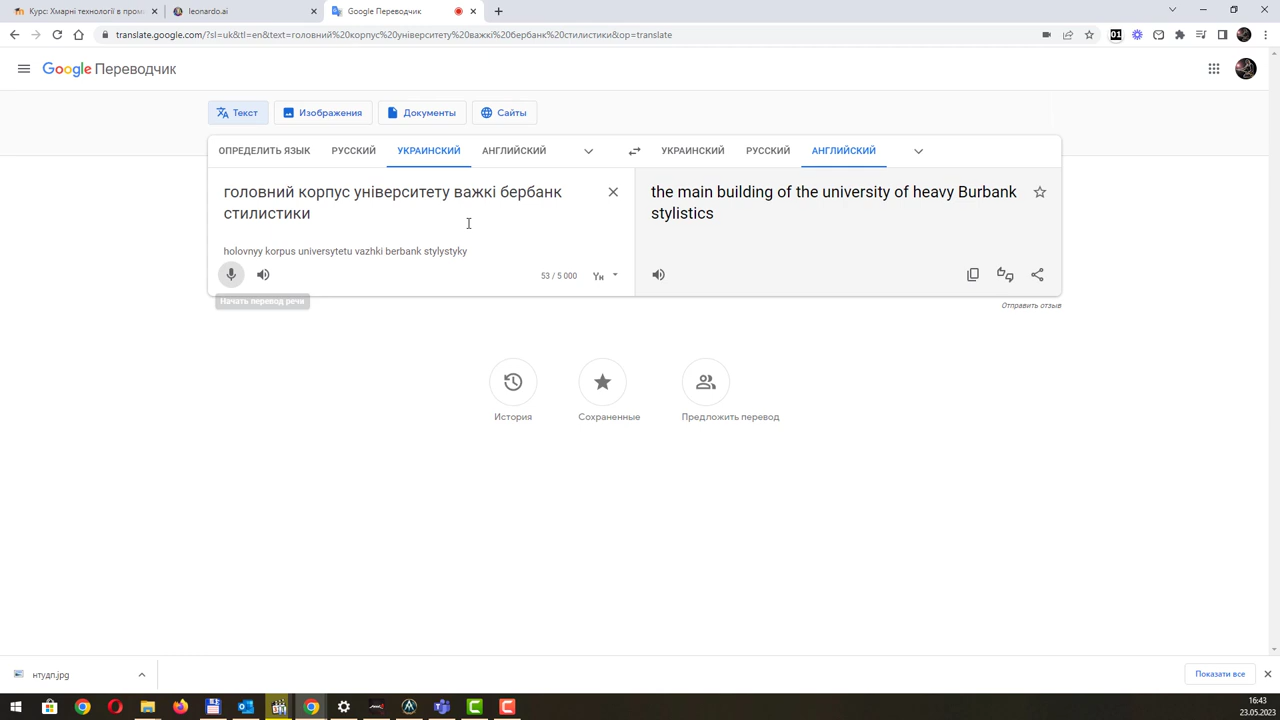 Курс: Хмарні технології в пром
leonardo.ai
Google Переводчик
translate.google.com/?sl=uk&tl=en&text=головний%20корпус%20університету%20важкі%20бербанк%20стилистики&op=translate
01
Google Переводчик
Текст
Изображения
Документы
Сайты
ОПРЕДЕЛИТЬ ЯЗЫК
РУССКИЙ
УКРАИНСКИЙ
АНГЛИЙСКИЙ
УКРАИНСКИЙ
РУССКИЙ
АНГЛИЙСКИЙ
головний корпус університету важкі бербанк
стилистики
the main building of the university of heavy Burbank
stylistics
holovnyy korpus universytetu vazhki berbank stylystyky
53 / 5 000
Начать перевод речи
Отправить отзыв
История
Сохраненные
Предложить перевод
нтудп.jpg
Показать все
16:43
23.05.2023